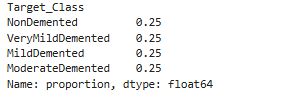 Target_Class
NonDemented 0.25
VeryMildDemented 0.25
MildDemented 0.25
ModerateDemented 0.25
Name: proportion, dtype: float64